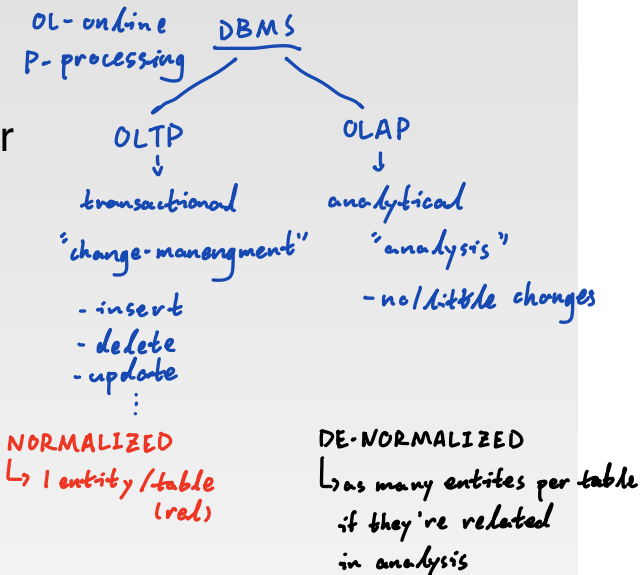 OL - online
P - processing
DBMS
r
OLTP
OLAP
transactional
analytical
"change-manengment"
"analysis"
- insert
- delete
- update
- no/little changes
NORMALIZED
1 entity/table
(rel)
DE-NORMALIZED
as many entites per table
if they're related
in analysis